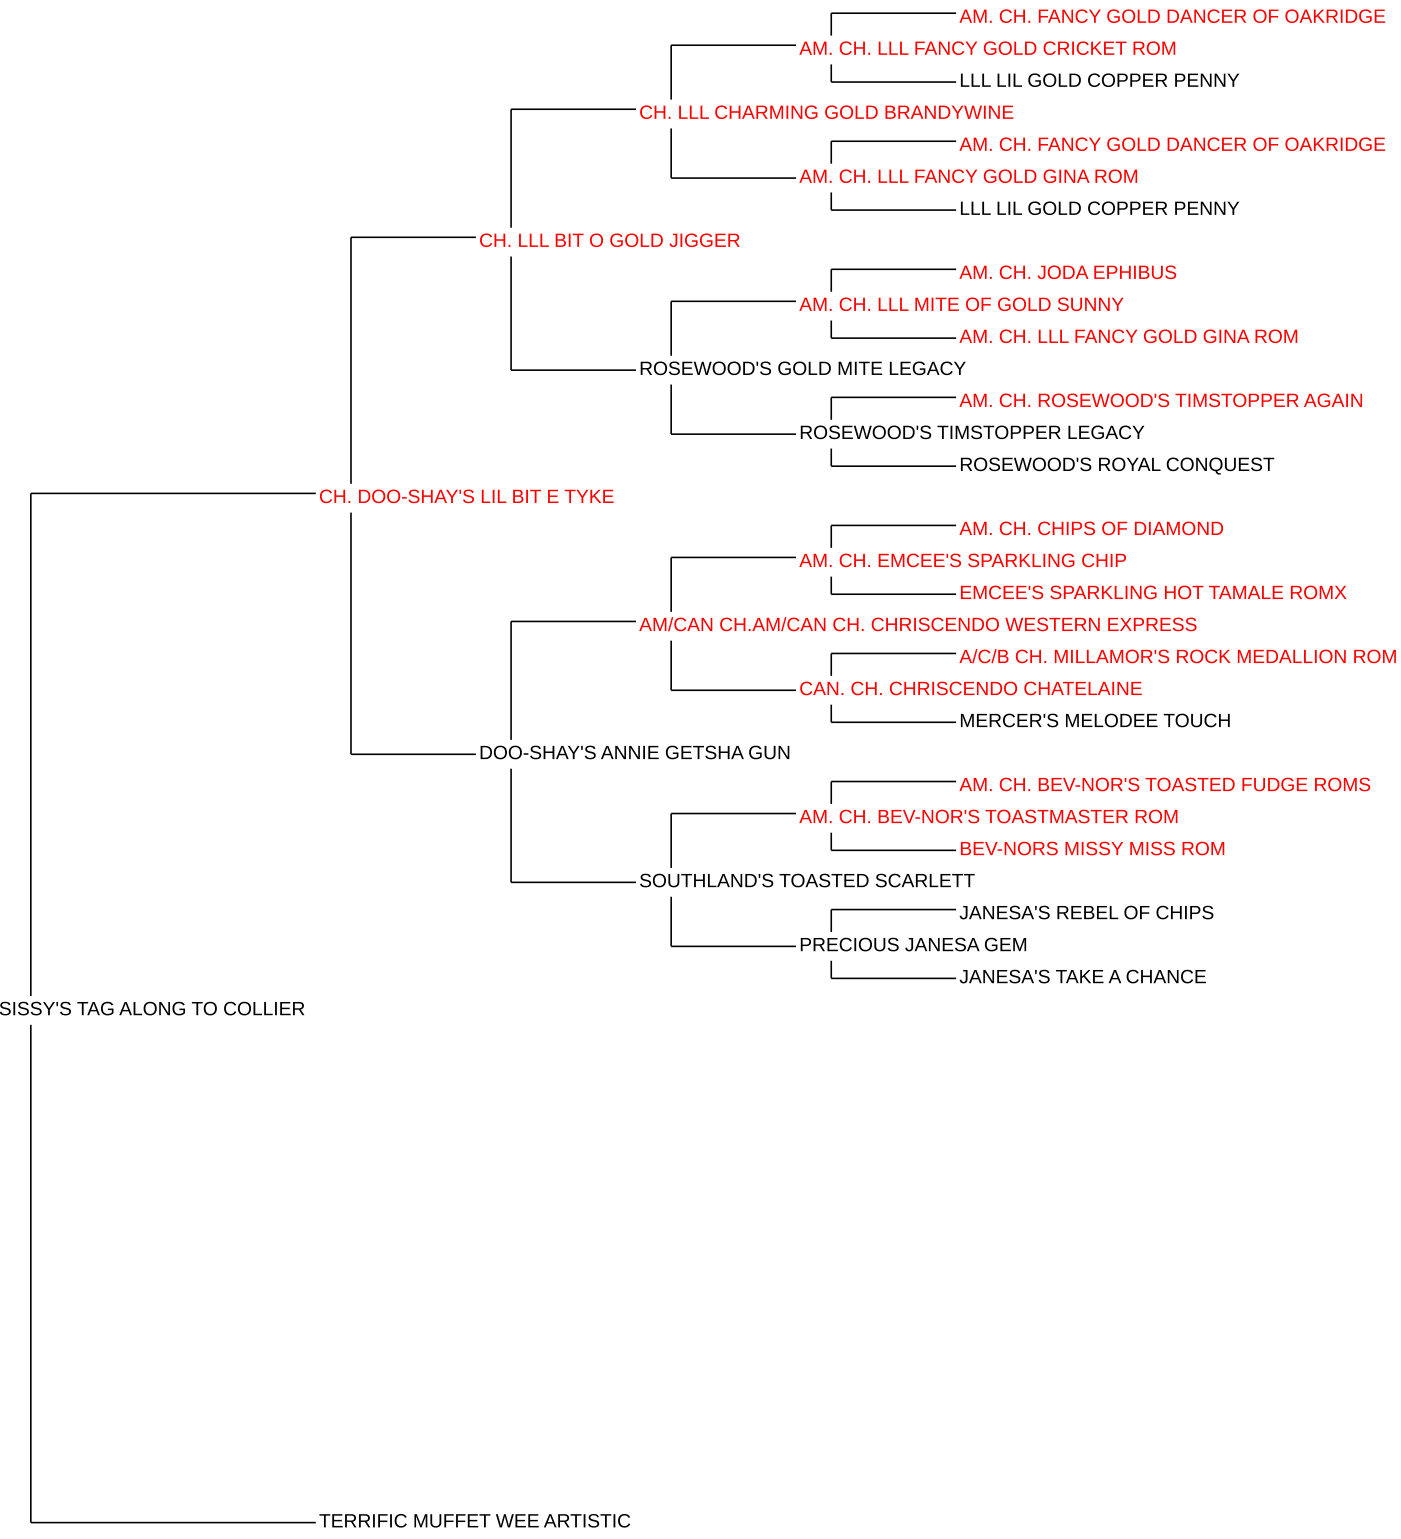 AM. CH. FANCY GOLD DANCER OF OAKRIDGE
AM. CH. LLL FANCY GOLD CRICKET ROM
LLL LIL GOLD COPPER PENNY
CH. LLL CHARMING GOLD BRANDYWINE
AM. CH. FANCY GOLD DANCER OF OAKRIDGE
AM. CH. LLL FANCY GOLD GINA ROM
LLL LIL GOLD COPPER PENNY
CH. LLL BIT O GOLD JIGGER
AM. CH. JODA EPHIBUS
AM. CH. LLL MITE OF GOLD SUNNY
AM. CH. LLL FANCY GOLD GINA ROM
ROSEWOOD'S GOLD MITE LEGACY
AM. CH. ROSEWOOD'S TIMSTOPPER AGAIN
ROSEWOOD'S TIMSTOPPER LEGACY
ROSEWOOD'S ROYAL CONQUEST
CH. DOO-SHAY'S LIL BIT E TYKE
AM. CH. CHIPS OF DIAMOND
AM. CH. EMCEE'S SPARKLING CHIP
EMCEE'S SPARKLING HOT TAMALE ROMX
AM/CAN CH.AM/CAN CH. CHRISCENDO WESTERN EXPRESS
A/C/B CH. MILLAMOR'S ROCK MEDALLION ROM
CAN. CH. CHRISCENDO CHATELAINE
MERCER'S MELODEE TOUCH
DOO-SHAY'S ANNIE GETSHA GUN
AM. CH. BEV-NOR'S TOASTED FUDGE ROMS
AM. CH. BEV-NOR'S TOASTMASTER ROM
BEV-NORS MISSY MISS ROM
SOUTHLAND'S TOASTED SCARLETT
JANESA'S REBEL OF CHIPS
PRECIOUS JANESA GEM
JANESA'S TAKE A CHANCE
SISSY'S TAG ALONG TO COLLIER
TERRIFIC MUFFET WEE ARTISTIC